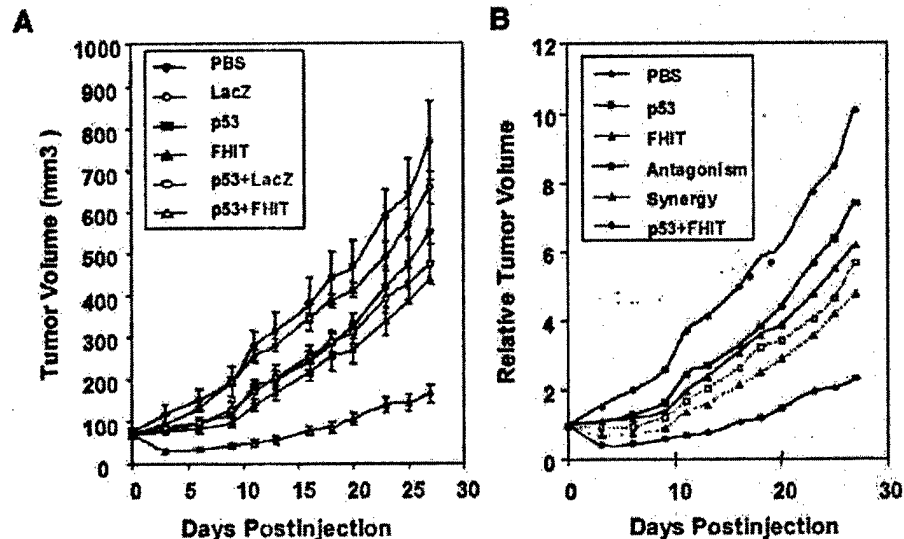 A
Tumor Volume (mm3 )
1000
900
800
700
600
500
400
300
200
100
0
PBS
LacZ
p53
FHIT
p53+LacZ
p53+FHIT
0 5 10 15 20 25 30
Days Postinjection
B
Relative Tumor Volume
12
10
8
6
4
2
0
PBS
p53
FHIT
Antagonism
Synergy
p53+FHIT
0 10 20 30
Days Postinjection